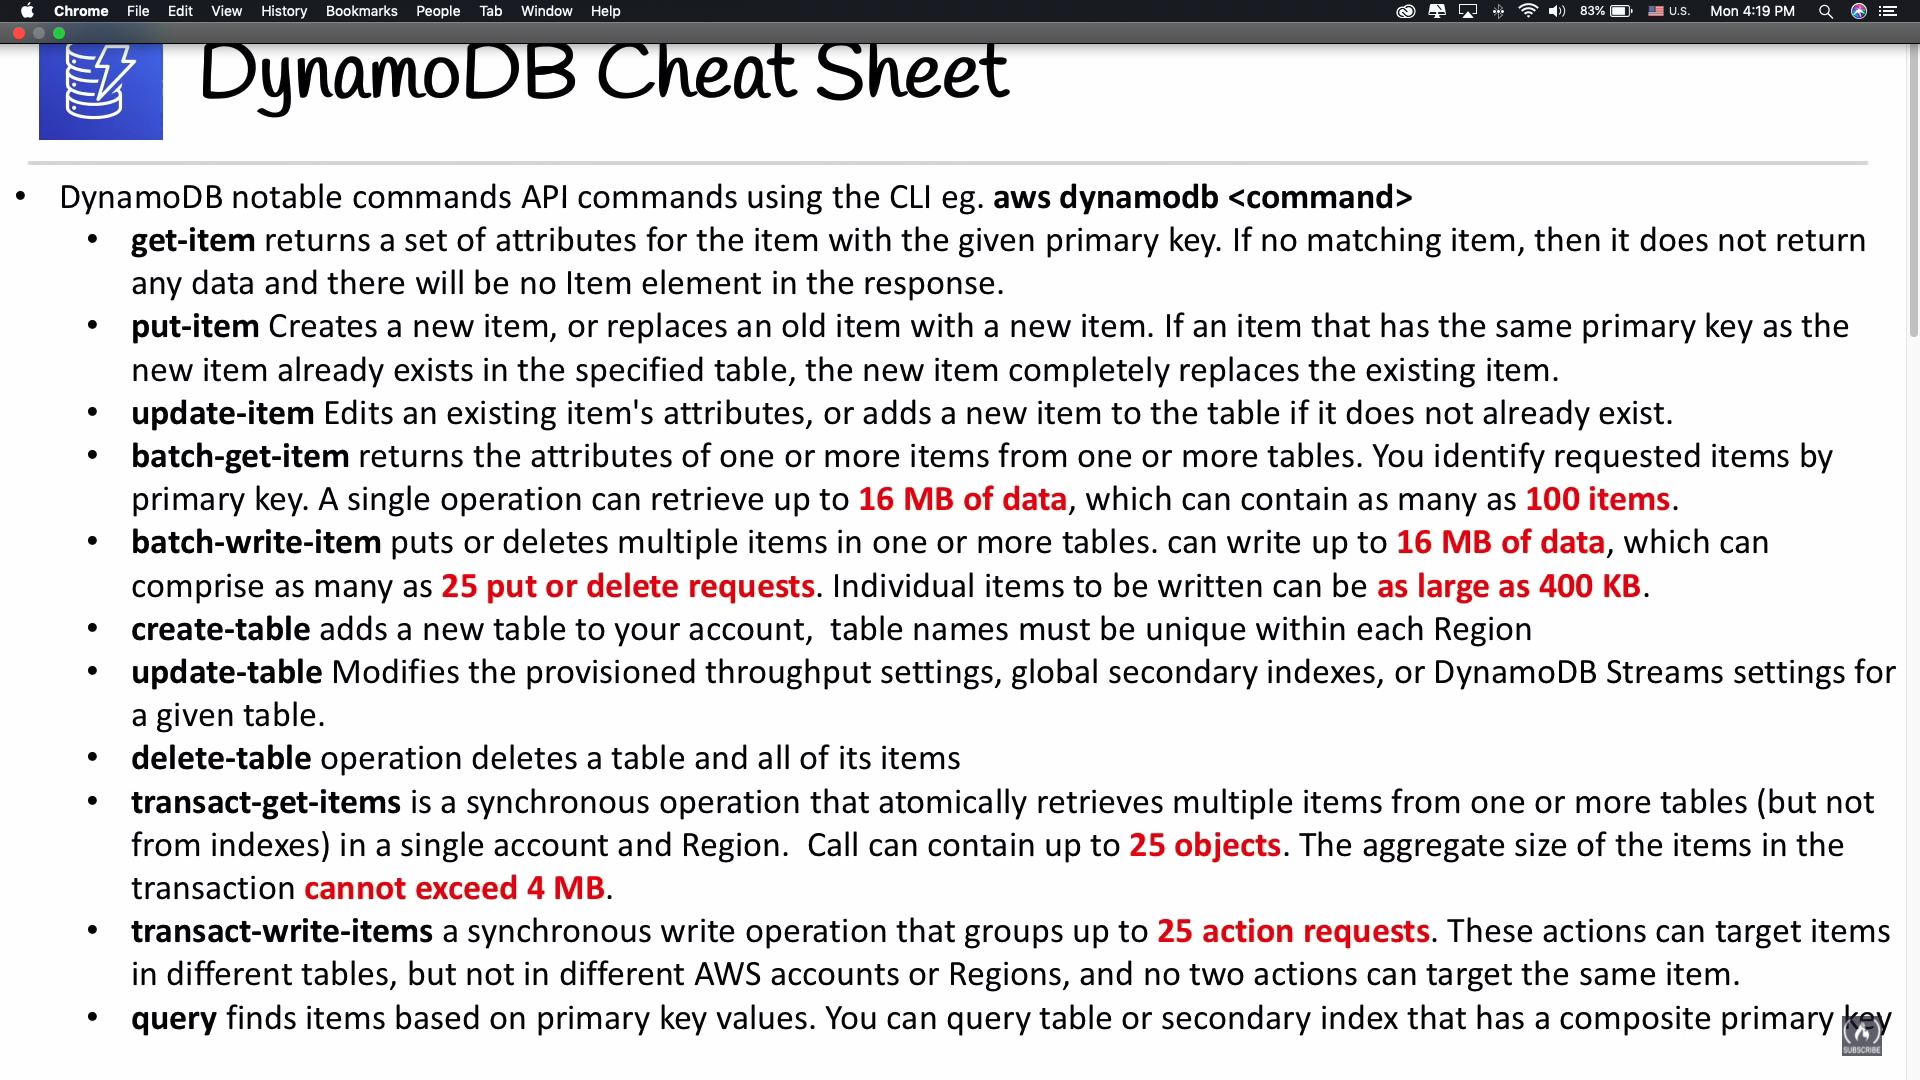 Chrome File Edit View History Bookmarks People Tab Window Help 83% U.S. Mon 4:19 PM
DynamoDB Cheat Sheet
• DynamoDB notable commands API commands using the CLI eg. aws dynamodb <command>
• get-item returns a set of attributes for the item with the given primary key. If no matching item, then it does not return
any data and there will be no Item element in the response.
• put-item Creates a new item, or replaces an old item with a new item. If an item that has the same primary key as the
new item already exists in the specified table, the new item completely replaces the existing item.
• update-item Edits an existing item's attributes, or adds a new item to the table if it does not already exist.
• batch-get-item returns the attributes of one or more items from one or more tables. You identify requested items by
primary key. A single operation can retrieve up to 16 MB of data, which can contain as many as 100 items.
• batch-write-item puts or deletes multiple items in one or more tables. can write up to 16 MB of data, which can
comprise as many as 25 put or delete requests. Individual items to be written can be as large as 400 KB.
• create-table adds a new table to your account,  table names must be unique within each Region
• update-table Modifies the provisioned throughput settings, global secondary indexes, or DynamoDB Streams settings for
a given table.
• delete-table operation deletes a table and all of its items
• transact-get-items is a synchronous operation that atomically retrieves multiple items from one or more tables (but not
from indexes) in a single account and Region.  Call can contain up to 25 objects. The aggregate size of the items in the
transaction cannot exceed 4 MB.
• transact-write-items a synchronous write operation that groups up to 25 action requests. These actions can target items
in different tables, but not in different AWS accounts or Regions, and no two actions can target the same item.
• query finds items based on primary key values. You can query table or secondary index that has a composite primary key
SUBSCRIBE